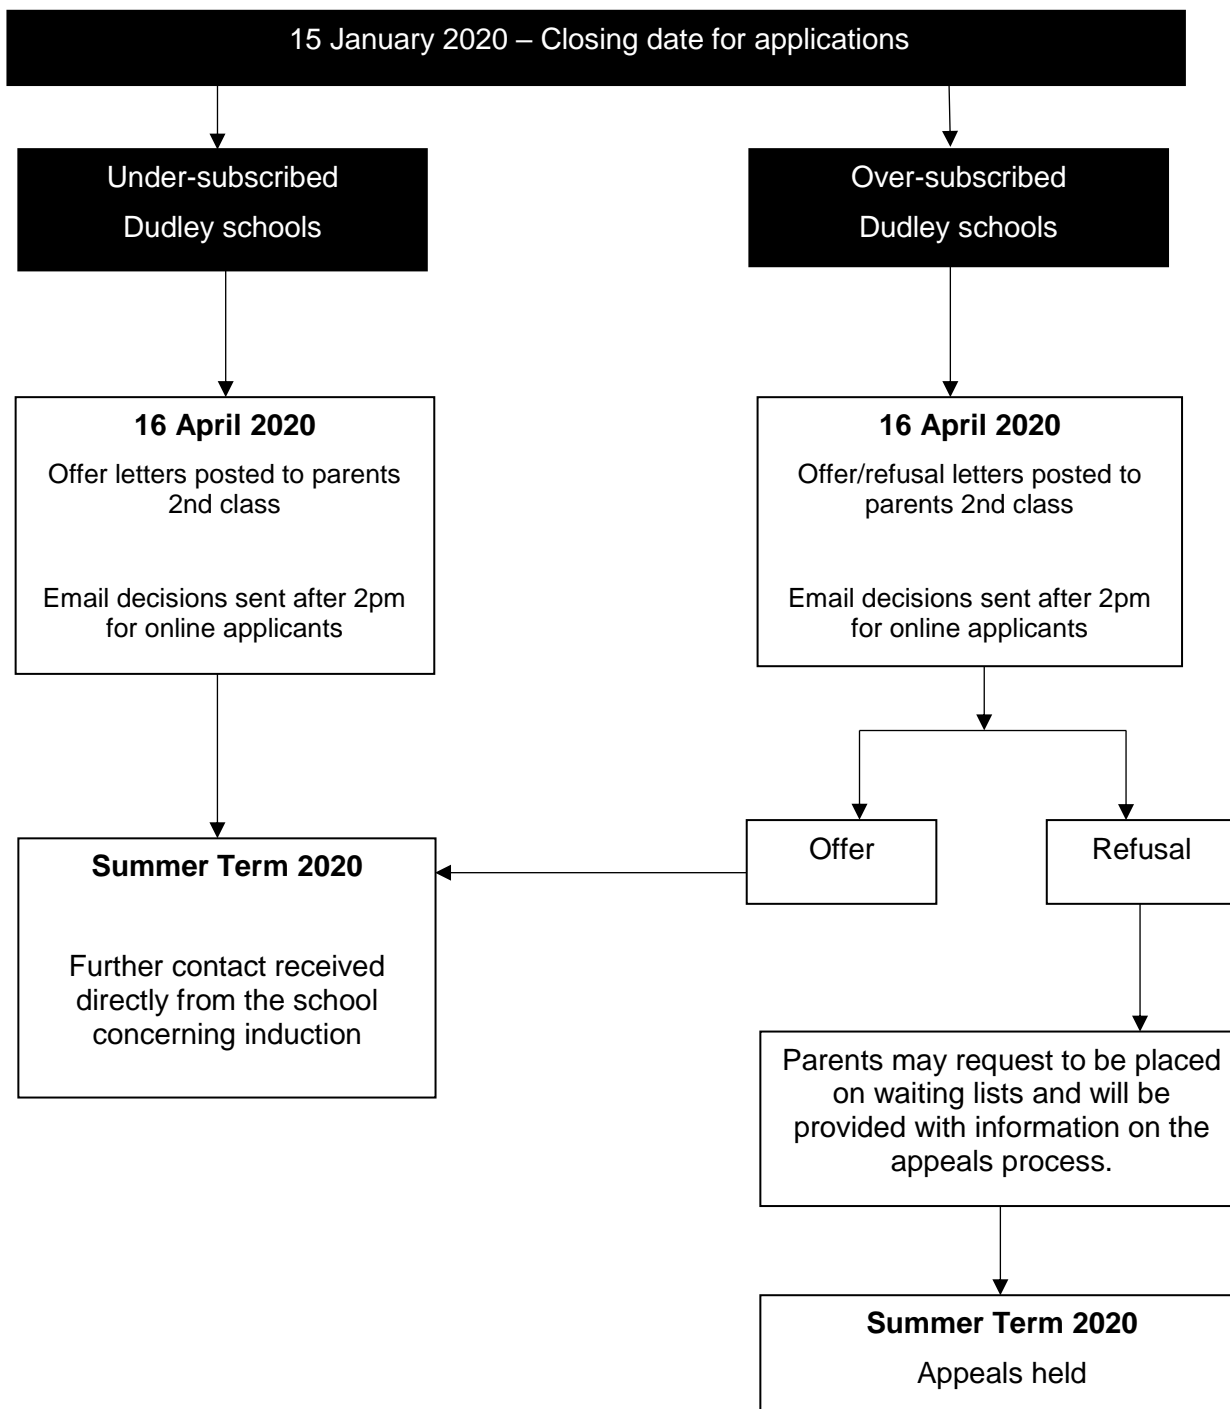 15 January 2020 – Closing date for applications
Under-subscribed
Dudley schools
Over-subscribed
Dudley schools
16 April 2020
Offer letters posted to parents
2nd class
Email decisions sent after 2pm
for online applicants
16 April 2020
Offer/refusal letters posted to
parents 2nd class
Email decisions sent after 2pm
for online applicants
Offer
Refusal
Summer Term 2020
Further contact received
directly from the school
concerning induction
Parents may request to be placed
on waiting lists and will be
provided with information on the
appeals process.
Summer Term 2020
Appeals held